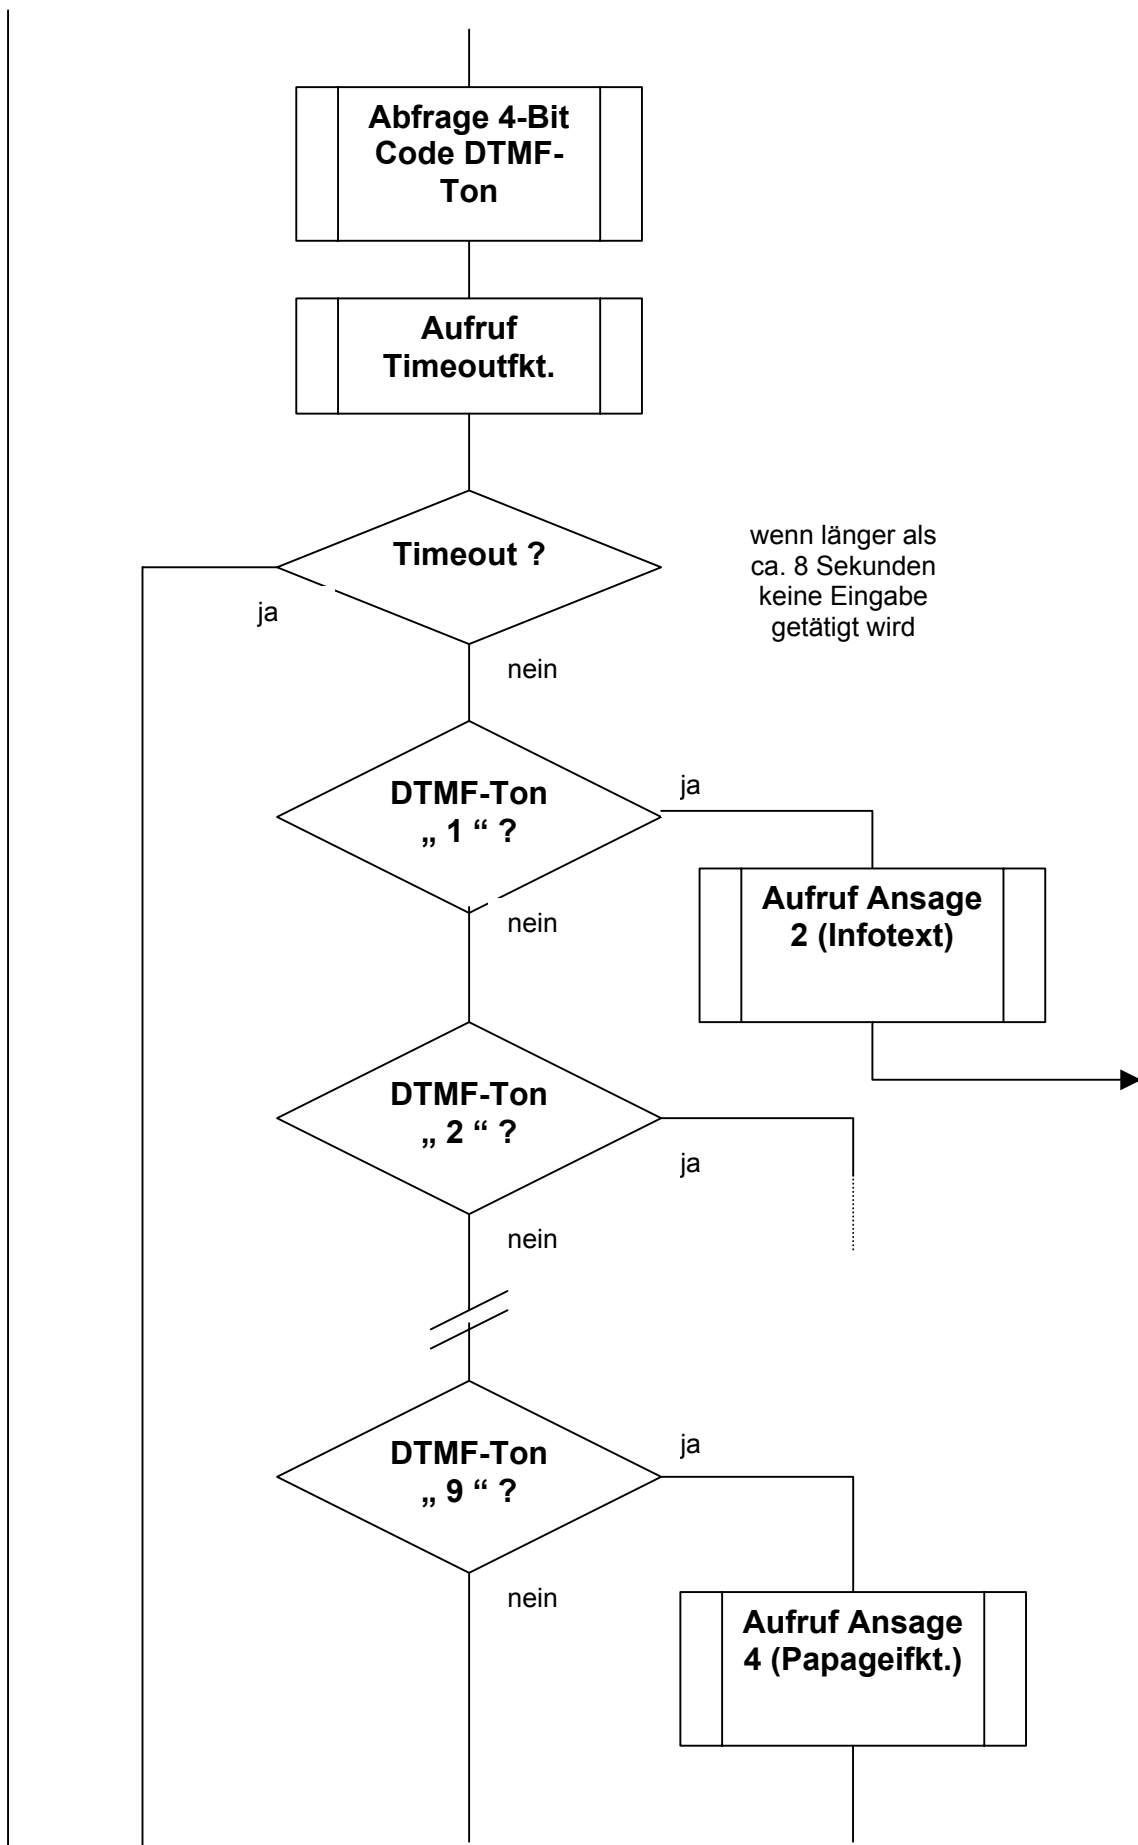 Abfrage 4-Bit
Code DTMF-
Ton
Aufruf
Timeoutfkt.
Timeout ?
wenn länger als
ca. 8 Sekunden
keine Eingabe
getätigt wird
ja
nein
DTMF-Ton
„ 1 “ ?
ja
nein
Aufruf Ansage
2 (Infotext)
DTMF-Ton
„ 2 “ ?
ja
nein
DTMF-Ton
„ 9 “ ?
ja
nein
Aufruf Ansage
4 (Papageifkt.)